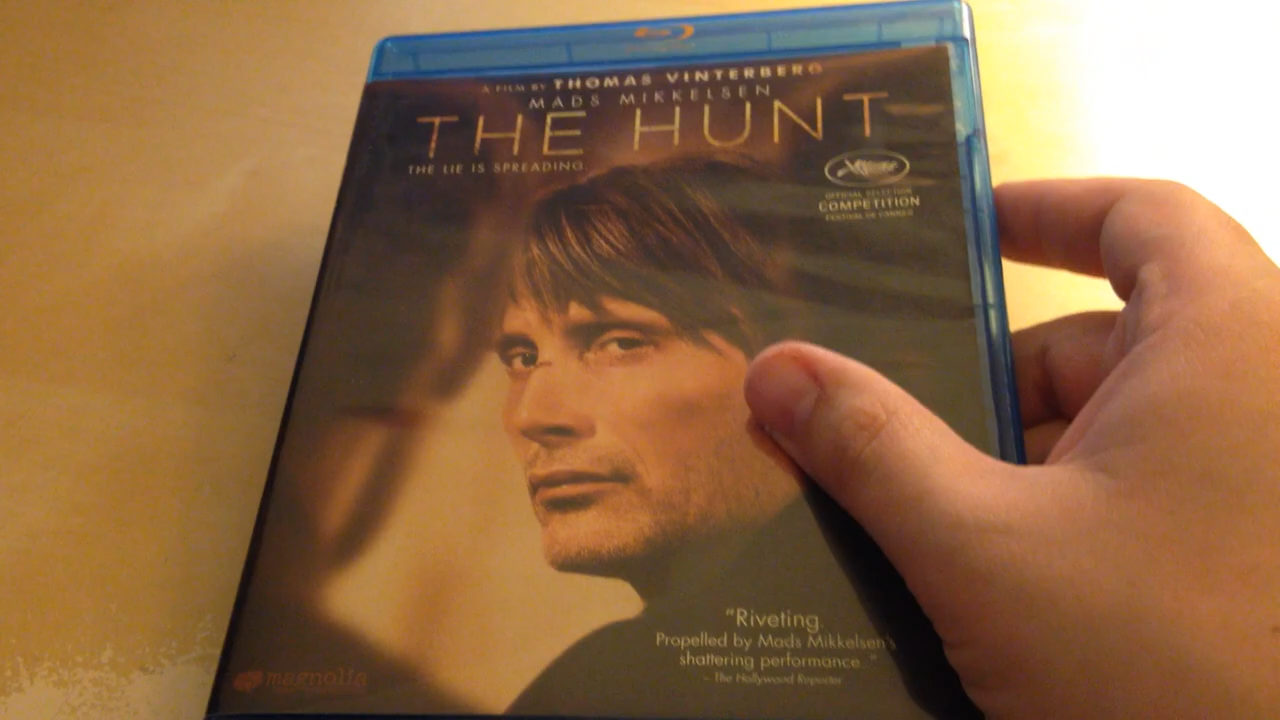 A FILM BY THOMAS VINTERBERG
MADS MIKKELSEN
THE HUNT
THE LIE IS SPREADING.
OFFICIAL SELECTION
COMPETITION
FESTIVAL DE CANNES
"Riveting.
Propelled by Mads Mikkelsen's
shattering performance..."
– The Hollywood Reporter
magnolia